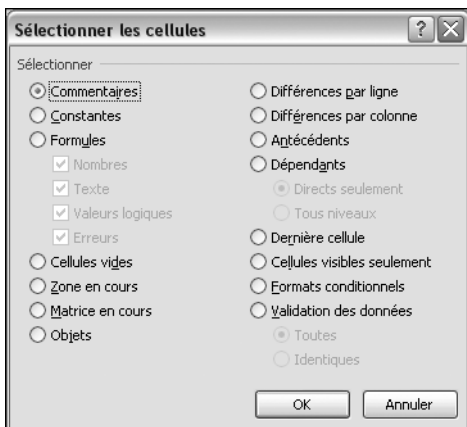 Sélectionner les cellules
Sélectionner
Commentaires
Constantes
Formules
Nombres
Texte
Valeurs logiques
Erreurs
Cellules vides
Zone en cours
Matrice en cours
Objets
Différences par ligne
Différences par colonne
Antécédents
Dépendants
Directs seulement
Tous niveaux
Dernière cellule
Cellules visibles seulement
Formats conditionnels
Validation des données
Toutes
Identiques
OK
Annuler